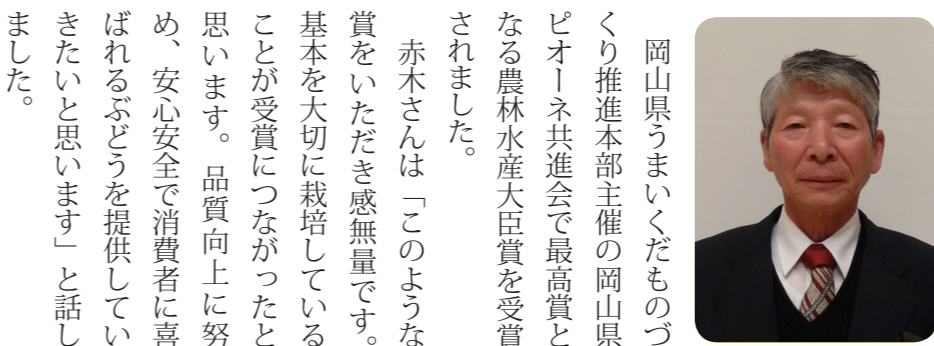 岡山県うまいくだものづ
くり推進本部主催の岡山県
ピオーネ共進会で最高賞と
なる農林水産大臣賞を受賞
されました。
赤木さんは「このような
賞をいただき感無量です。
基本を大切に栽培している
ことが受賞につながったと
思います。品質向上に努
め、安心安全で消費者に喜
ばれるぶどうを提供してい
きたいと思います」と話し
ました。